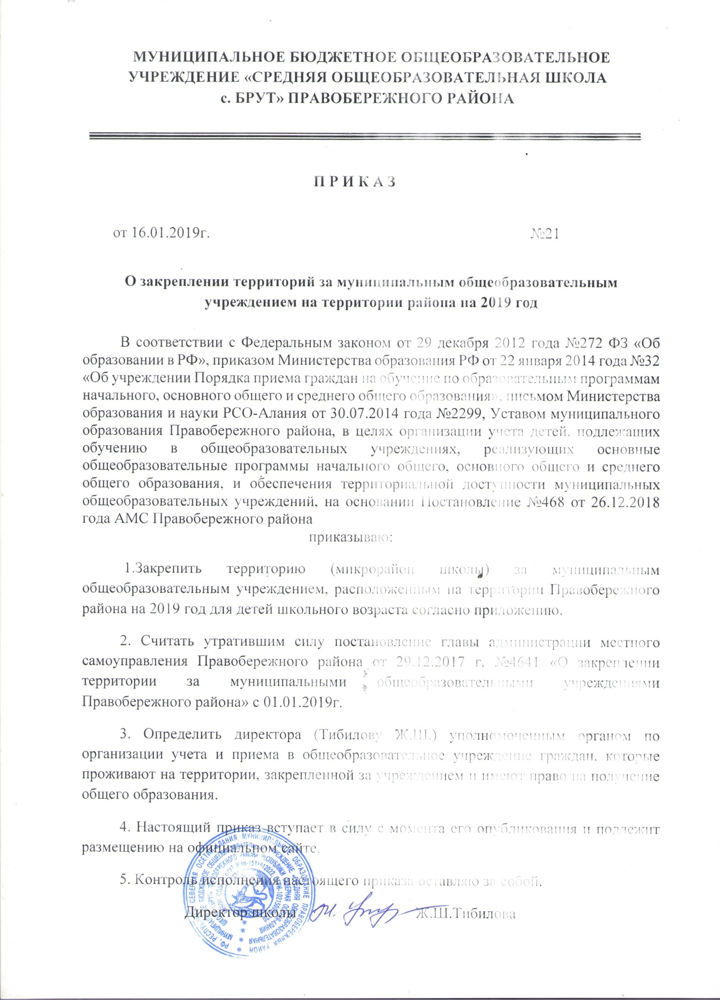 МУНИЦИПАЛЬНОЕ БЮДЖЕТНОЕ ОБЩЕОБРАЗОВАТЕЛЬНОЕ
УЧРЕЖДЕНИЕ «СРЕДНЯЯ ОБЩЕОБРАЗОВАТЕЛЬНАЯ ШКОЛА
с. БРУТ» ПРАВОБЕРЕЖНОГО РАЙОНА
П Р И К А З
от 16.01.2019г. №21
О закреплении территорий за муниципальным общеобразовательным
учреждением на территории района на 2019 год
В соответствии с Федеральным законом от 29 декабря 2012 года №272 ФЗ «Об
образовании в РФ», приказом Министерства образования РФ от 22 января 2014 года №32
«Об учреждении Порядка приема граждан на обучение по образовательным программам
начального, основного общего и среднего общего образования», письмом Министерства
образования и науки РСО-Алания от 30.07.2014 года №2299, Уставом муниципального
образования Правобережного района, в целях организации учета детей, подлежащих
обучению в общеобразовательных учреждениях, реализующих основные
общеобразовательные программы начального общего, основного общего и среднего
общего образования, и обеспечения территориальной доступности муниципальных
общеобразовательных учреждений, на основании Постановление №468 от 26.12.2018
года АМС Правобережного района
приказываю:
1.Закрепить территорию (микрорайон школы) за муниципальным
общеобразовательным учреждением, расположенным на территории Правобережного
района на 2019 год для детей школьного возраста согласно приложению.
2. Считать утратившим силу постановление главы администрации местного
самоуправления Правобережного района от 29.12.2017 г. №4641 «О закреплении
территории за муниципальными общеобразовательными учреждениями
Правобережного района» с 01.01.2019г.
3. Определить директора (Тибилову Ж.Ш.) уполномоченным органом по
организации учета и приема в общеобразовательное учреждение граждан, которые
проживают на территории, закрепленной за учреждением и имеют право на получение
общего образования.
4. Настоящий приказ вступает в силу с момента его опубликования и подлежит
размещению на официальном сайте.
5. Контроль исполнения настоящего приказа оставляю за собой.
Директор школы Ж.Ш.Тибилова